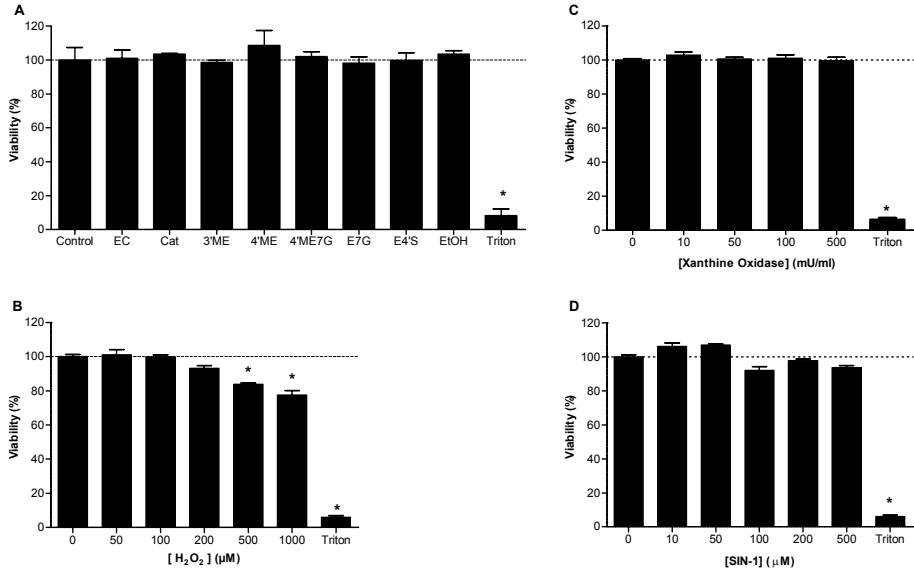 A
120
100
80
60
40
20
0
Viability (%)
*
Control EC Cat 3'ME 4'ME 4'ME7G E7G E4'S EtOH Triton
C
120
100
80
60
40
20
0
Viability (%)
*
0 10 50 100 500 Triton
[Xanthine Oxidase] (mU/ml)
B
120
100
80
60
40
20
0
Viability (%)
* *
*
0 50 100 200 500 1000 Triton
[ H₂O₂ ] (µM)
D
120
100
80
60
40
20
0
Viability (%)
*
0 10 50 100 200 500 Triton
[SIN-1] ( µM)